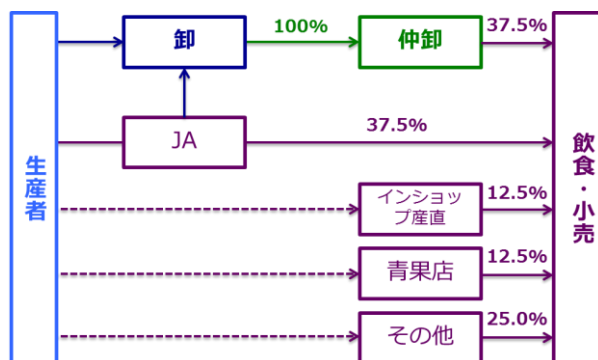 生産者
卸
100%
仲卸
37.5%
JA
37.5%
インショッ
プ産直
12.5%
青果店
12.5%
その他
25.0%
飲食・小売